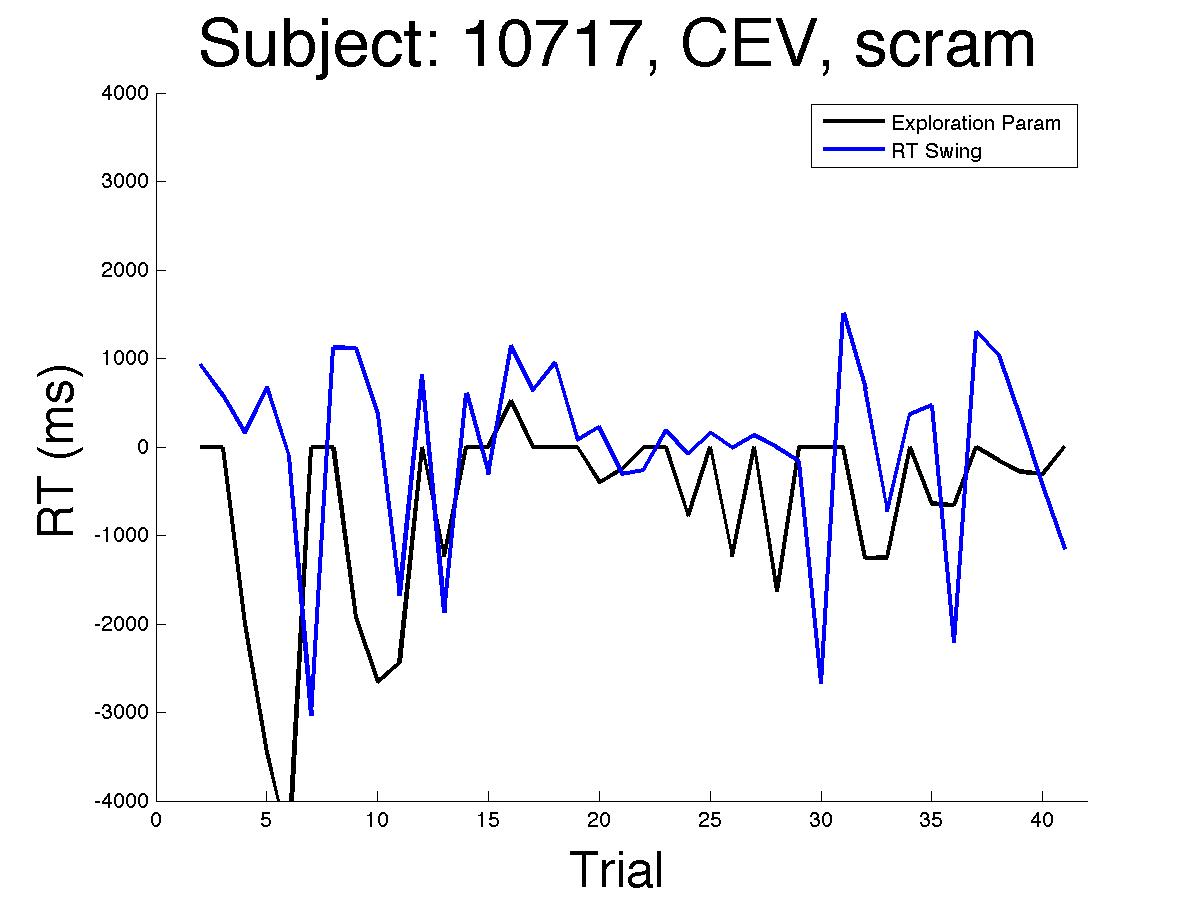 Subject: 10717, CEV, scram
4000
3000
2000
1000
0
-1000
-2000
-3000
-4000
RT (ms)
Exploration Param
RT Swing
0 5 10 15 20 25 30 35 40
Trial